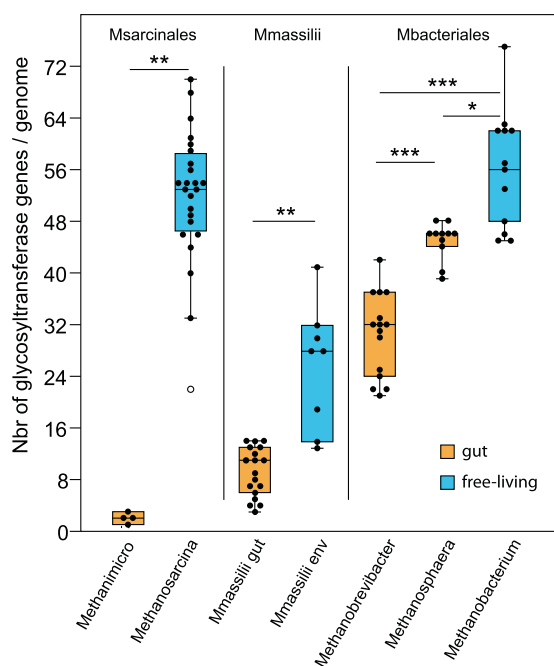 Msarcinales Mmassilii Mbacteriales
** *** * *** **
Nbr of glycosyltransferase genes / genome
72
64
56
48
40
32
24
16
8
0
gut
free-living
Methanimicro
Methanosarcina
Mmassilii gut
Mmassilii env
Methanobrevibacter
Methanosphaera
Methanobacterium